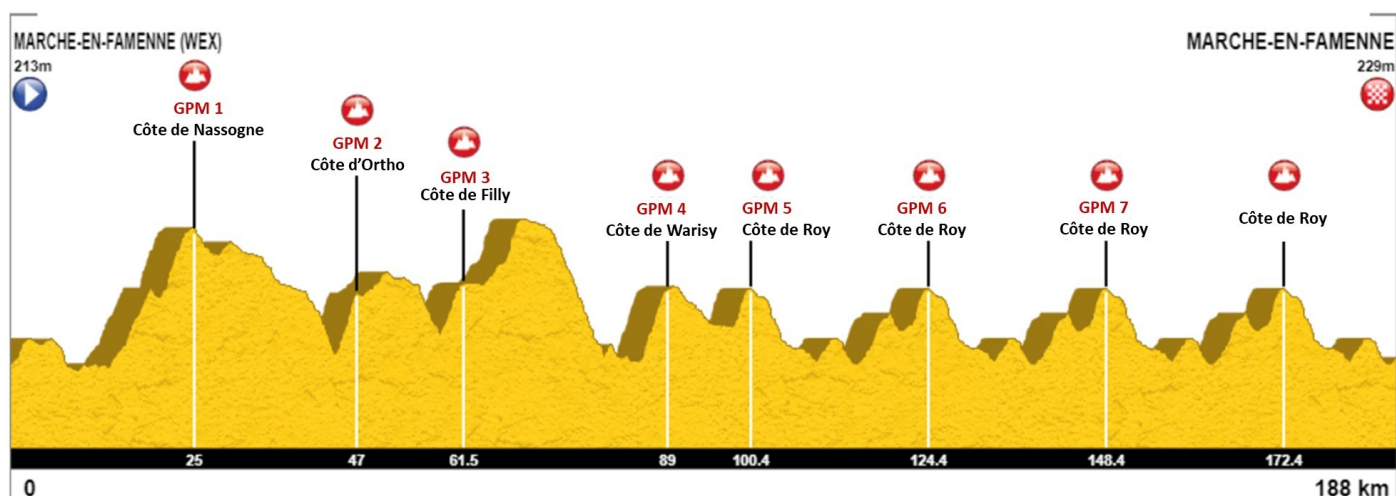 MARCHE-EN-FAMENNE (WEX)
213m
MARCHE-EN-FAMENNE
229m
GPM 1
Côte de Nassogne
GPM 2
Côte d’Ortho
GPM 3
Côte de Filly
GPM 4
Côte de Warisy
GPM 5
Côte de Roy
GPM 6
Côte de Roy
GPM 7
Côte de Roy
Côte de Roy
25
47
61.5
89
100.4
124.4
148.4
172.4
0
188 km